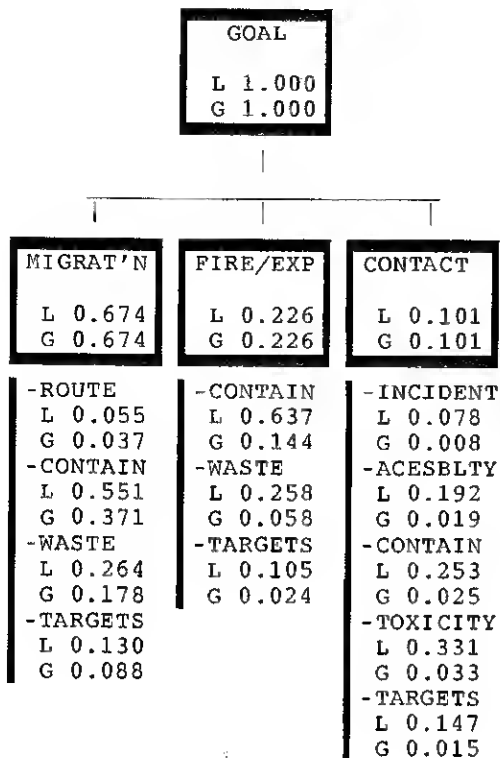 GOAL
L 1.000
G 1.000
MIGRAT'N
L 0.674
G 0.674
-ROUTE
L 0.055
G 0.037
-CONTAIN
L 0.551
G 0.371
-WASTE
L 0.264
G 0.178
-TARGETS
L 0.130
G 0.088
FIRE/EXP
L 0.226
G 0.226
-CONTAIN
L 0.637
G 0.144
-WASTE
L 0.258
G 0.058
-TARGETS
L 0.105
G 0.024
CONTACT
L 0.101
G 0.101
-INCIDENT
L 0.078
G 0.008
-ACESBLTY
L 0.192
G 0.019
-CONTAIN
L 0.253
G 0.025
-TOXICITY
L 0.331
G 0.033
-TARGETS
L 0.147
G 0.015